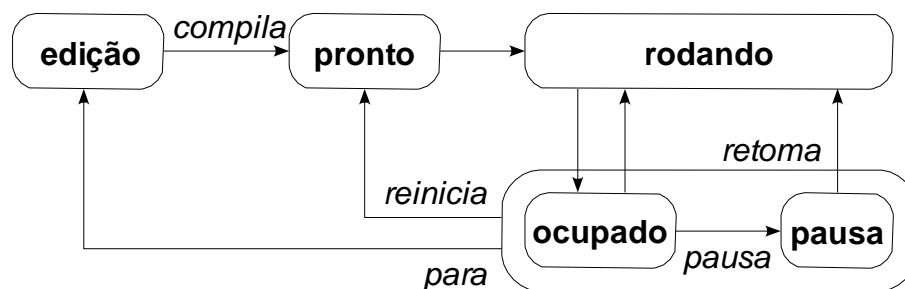 compila
edição
pronto
rodando
retoma
reinicia
ocupado
pausa
pausa
para